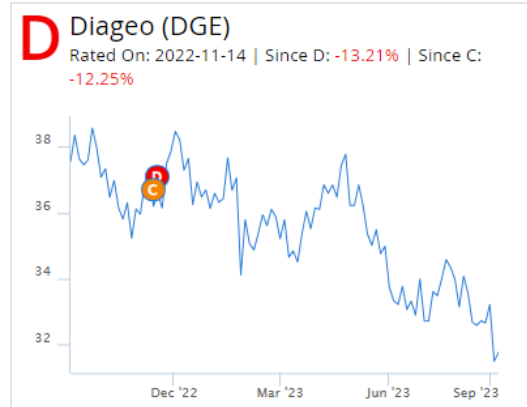 D
Diageo (DGE)
Rated On: 2022-11-14 | Since D: -13.21% | Since C:
-12.25%
38
36
34
32
D
C
Dec '22 Mar '23 Jun '23 Sep '23